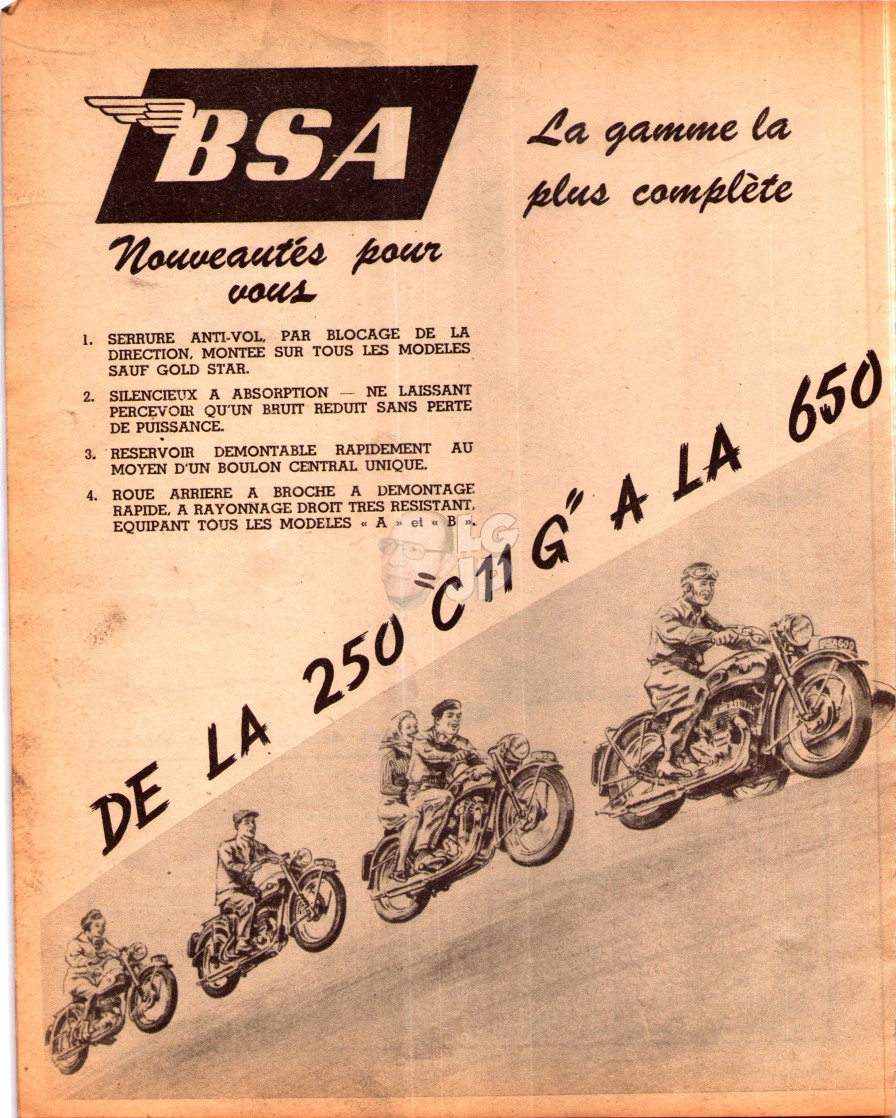 BSA
La gamme la
plus complète
Nouveautés pour
vous
1. SERRURE ANTI-VOL, PAR BLOCAGE DE LA
DIRECTION, MONTEE SUR TOUS LES MODELES
SAUF GOLD STAR.
2. SILENCIEUX A ABSORPTION — NE LAISSANT
PERCEVOIR QU'UN BRUIT REDUIT SANS PERTE
DE PUISSANCE.
3. RESERVOIR DEMONTABLE RAPIDEMENT AU
MOYEN D'UN BOULON CENTRAL UNIQUE.
4. ROUE ARRIERE A BROCHE A DEMONTAGE
RAPIDE, A RAYONNAGE DROIT TRES RESISTANT,
EQUIPANT TOUS LES MODELES « A » et « B ».
LG
JP
DE LA 250 "C 11 G" A LA 650